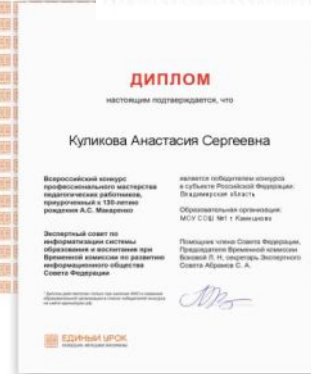 ДИПЛОМ
настоящим подтверждается, что
Куликова Анастасия Сергеевна
Всероссийский конкурс
профессионального мастерства
педагогических работников,
приуроченный к 130-летию
рождения А.С. Макаренко
Экспертный совет по
информатизации системы
образования и воспитания при
Временной комиссии по развитию
информационного общества
Совета Федерации
является победителем конкурса
в субъекте Российской Федерации:
Владимирская область
Образовательная организация:
МОУ СОШ №1 г Камешково
Помощник члена Совета Федерации,
Председателя Временной комиссии
Боковой Л. Н, секретарь Экспертного
Совета Абрамов С. А.
ЕДИНЫЙ УРОК